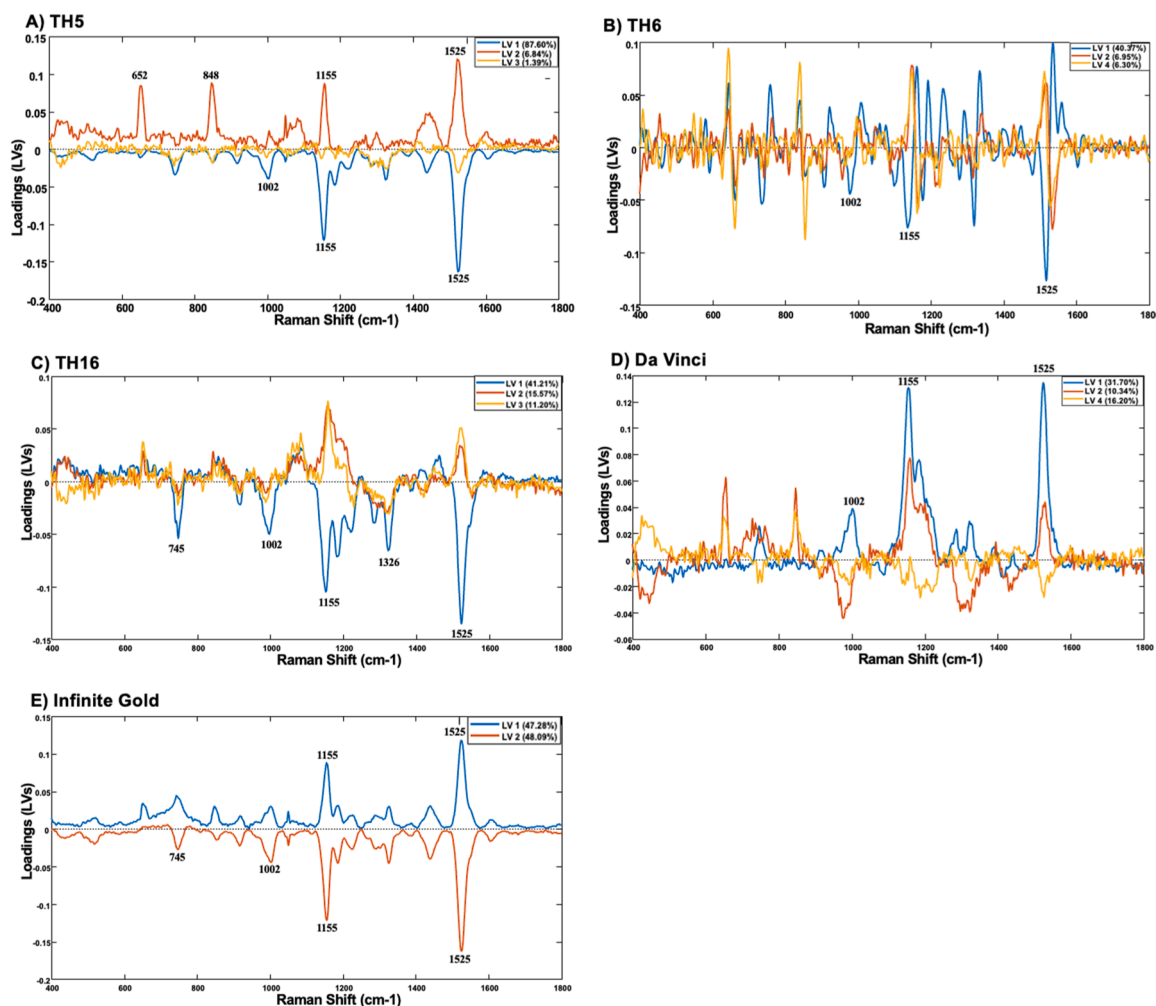 A) TH5
0.15
0.1
0.05
0
-0.05
-0.1
-0.15
-0.2
Loadings (LVs)
LV 1 (87.60%)
LV 2 (6.84%)
LV 3 (1.39%)
652
848
1155
1525
1002
1155
1525
400 600 800 1000 1200 1400 1600 1800
Raman Shift (cm-1)
B) TH6
0.1
0.05
0
-0.05
-0.1
-0.15
Loadings (LVs)
LV 1 (40.37%)
LV 2 (6.95%)
LV 4 (6.30%)
1002
1155
1525
400 600 800 1000 1200 1400 1600 180
Raman Shift (cm-1)
C) TH16
0.1
0.05
0
-0.05
-0.1
-0.15
Loadings (LVs)
LV 1 (41.21%)
LV 2 (15.57%)
LV 3 (11.20%)
745
1002
1155
1326
1525
400 600 800 1000 1200 1400 1600 1800
Raman Shift (cm-1)
D) Da Vinci
0.14
0.12
0.1
0.08
0.06
0.04
0.02
0
-0.02
-0.04
-0.06
Loadings (LVs)
LV 1 (31.70%)
LV 2 (10.34%)
LV 4 (16.20%)
1002
1155
1525
400 600 800 1000 1200 1400 1600 1800
Raman Shift (cm-1)
E) Infinite Gold
0.15
0.1
0.05
0
-0.05
-0.1
-0.15
-0.2
Loadings (LVs)
LV 1 (47.28%)
LV 2 (48.09%)
1155
1525
745
1002
1155
1525
400 600 800 1000 1200 1400 1600 1800
Raman Shift (cm-1)